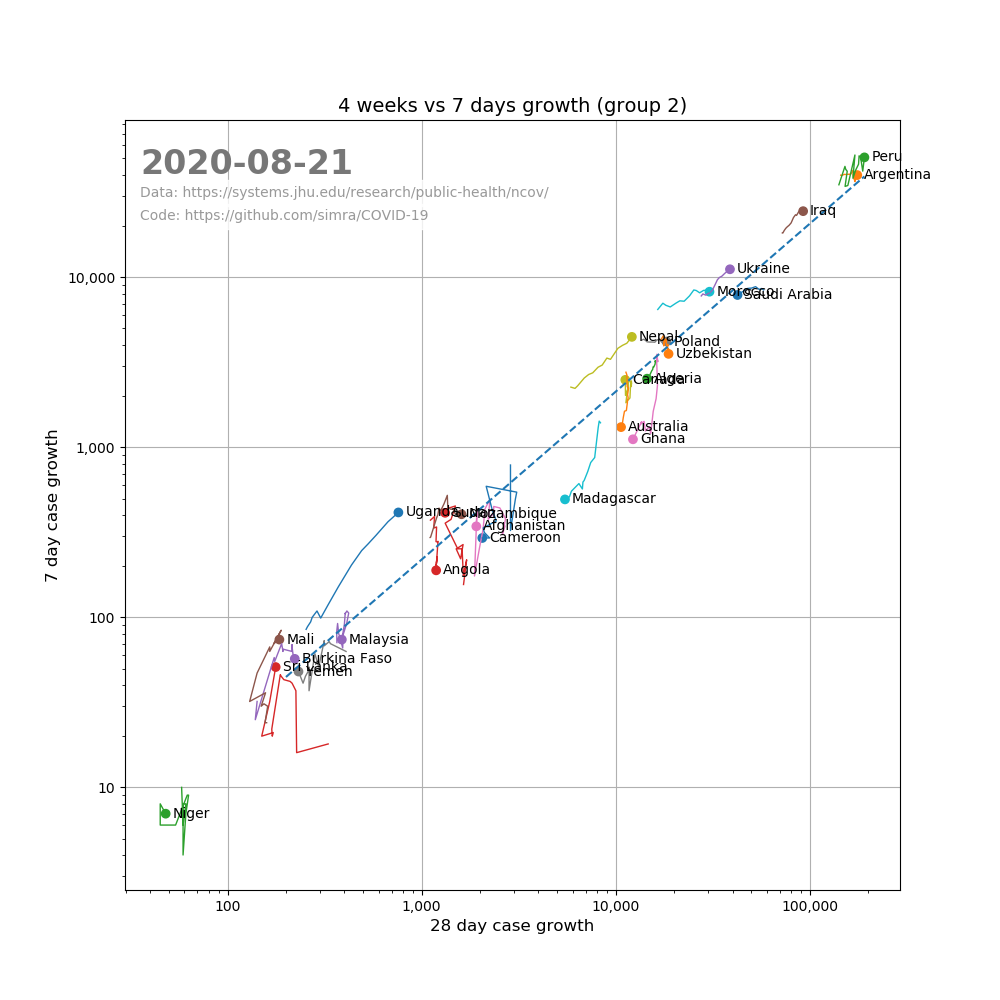 4 weeks vs 7 days growth (group 2)
2020-08-21
Data: https://systems.jhu.edu/research/public-health/ncov/
Code: https://github.com/simra/COVID-19
Peru
Argentina
Iraq
Ukraine
Morocco
Saudi Arabia
Nepal
Poland
Uzbekistan
Canada
Algeria
Australia
Ghana
Madagascar
Uganda
Sudan
Mozambique
Afghanistan
Cameroon
Angola
Mali
Malaysia
Burkina Faso
Sri Lanka
Yemen
Niger
10,000
1,000
100
10
7 day case growth
100
1,000
10,000
100,000
28 day case growth